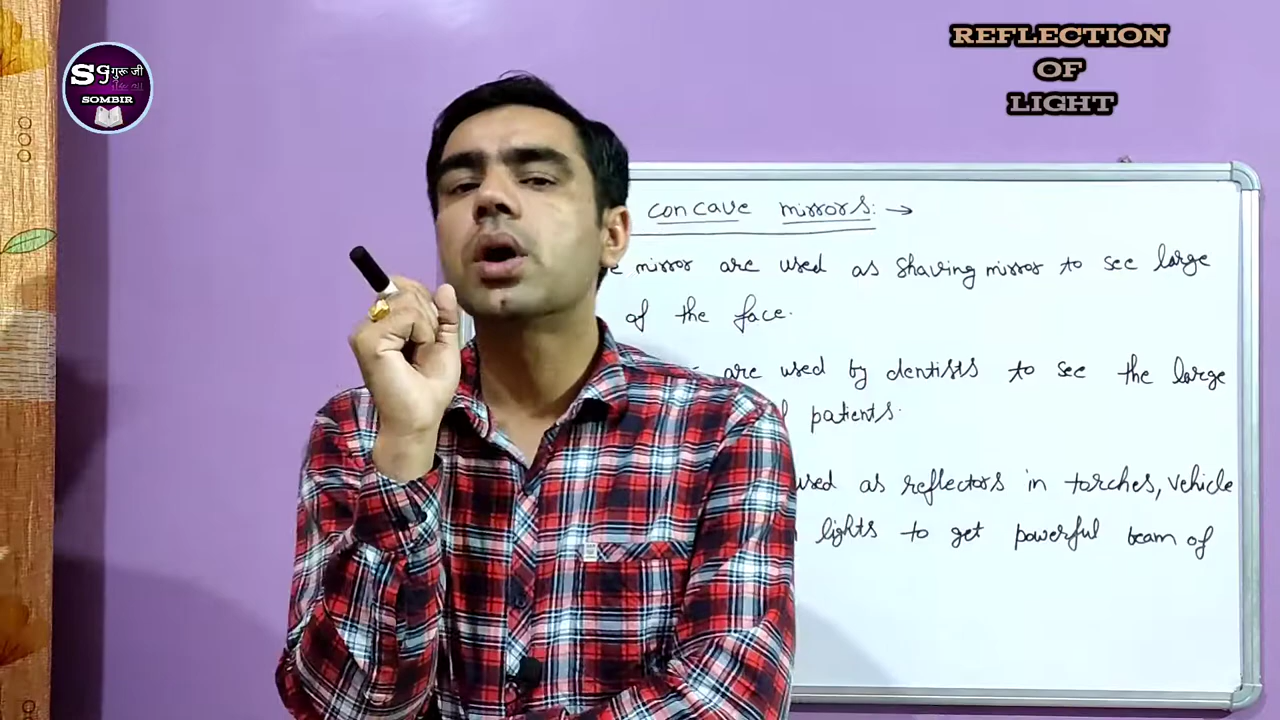 SG गुरू जी
SOMBIR
REFLECTION
OF
LIGHT
concave mirrors:→
mirror are used as shaving mirror to see large
of the face.
are used by dentists to see the large
patients.
used as reflectors in torches, vehicle
lights to get powerful beam of